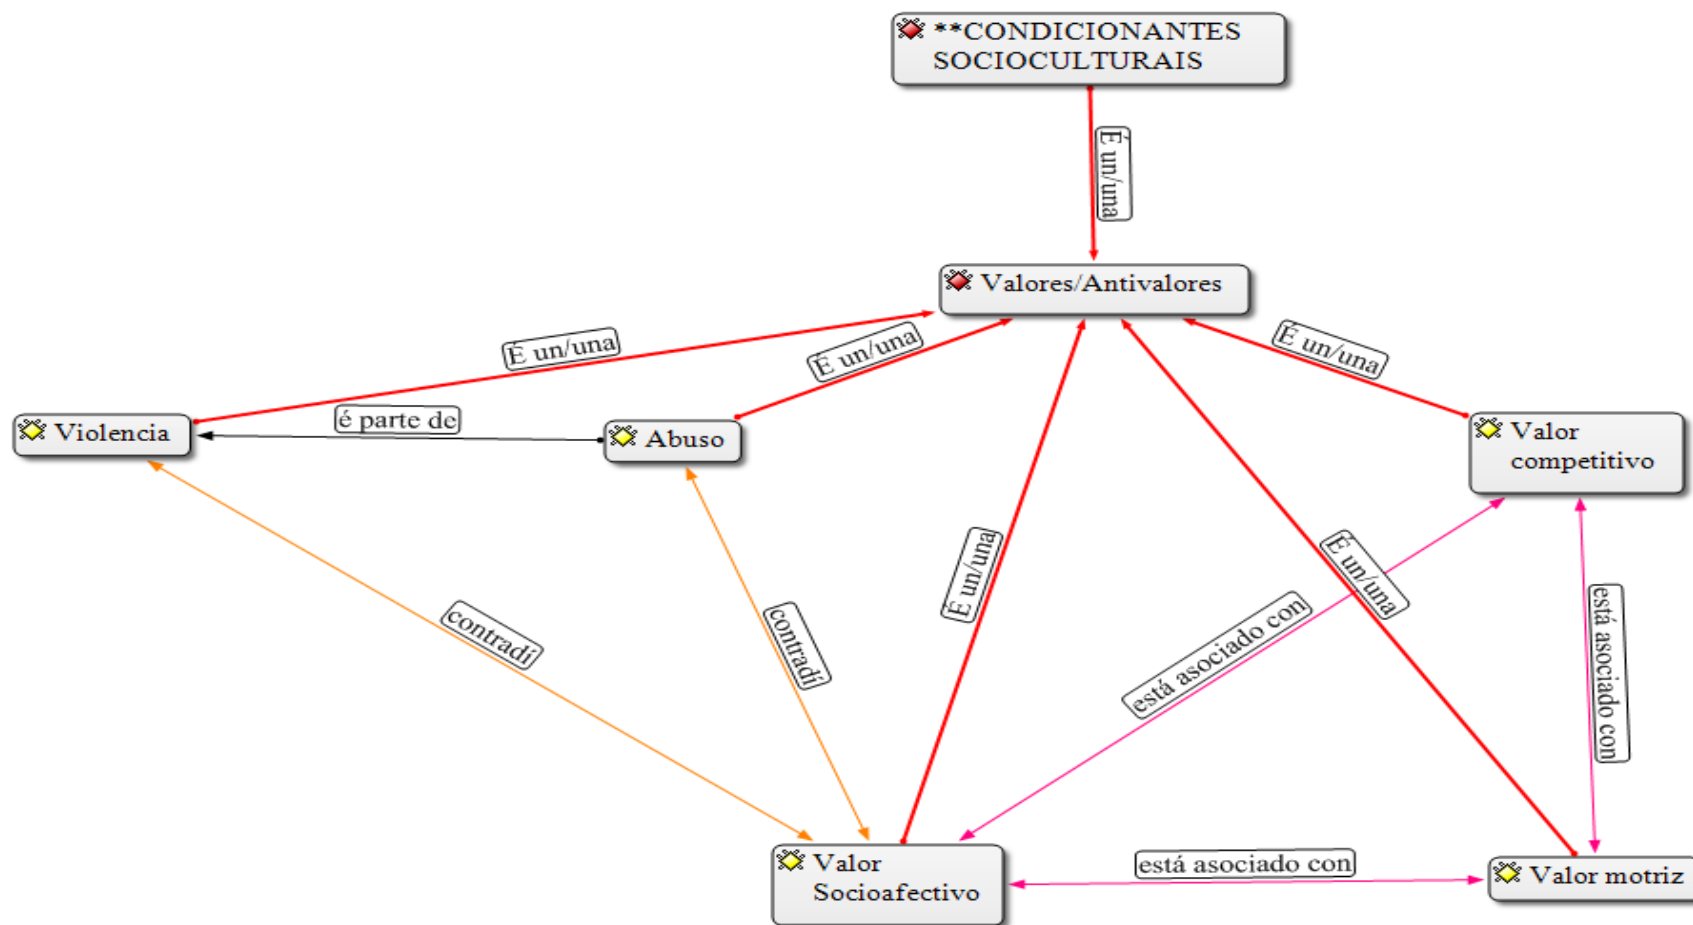 **CONDICIONANTES
SOCIOCULTURAIS
É un/una
Valores/Antivalores
É un/una
É un/una
É un/una
Violencia
é parte de
Abuso
Valor
competitivo
É un/una
É un/una
contradí
contradí
está asociado con
está asociado con
Valor
Socioafectivo
está asociado con
Valor motriz